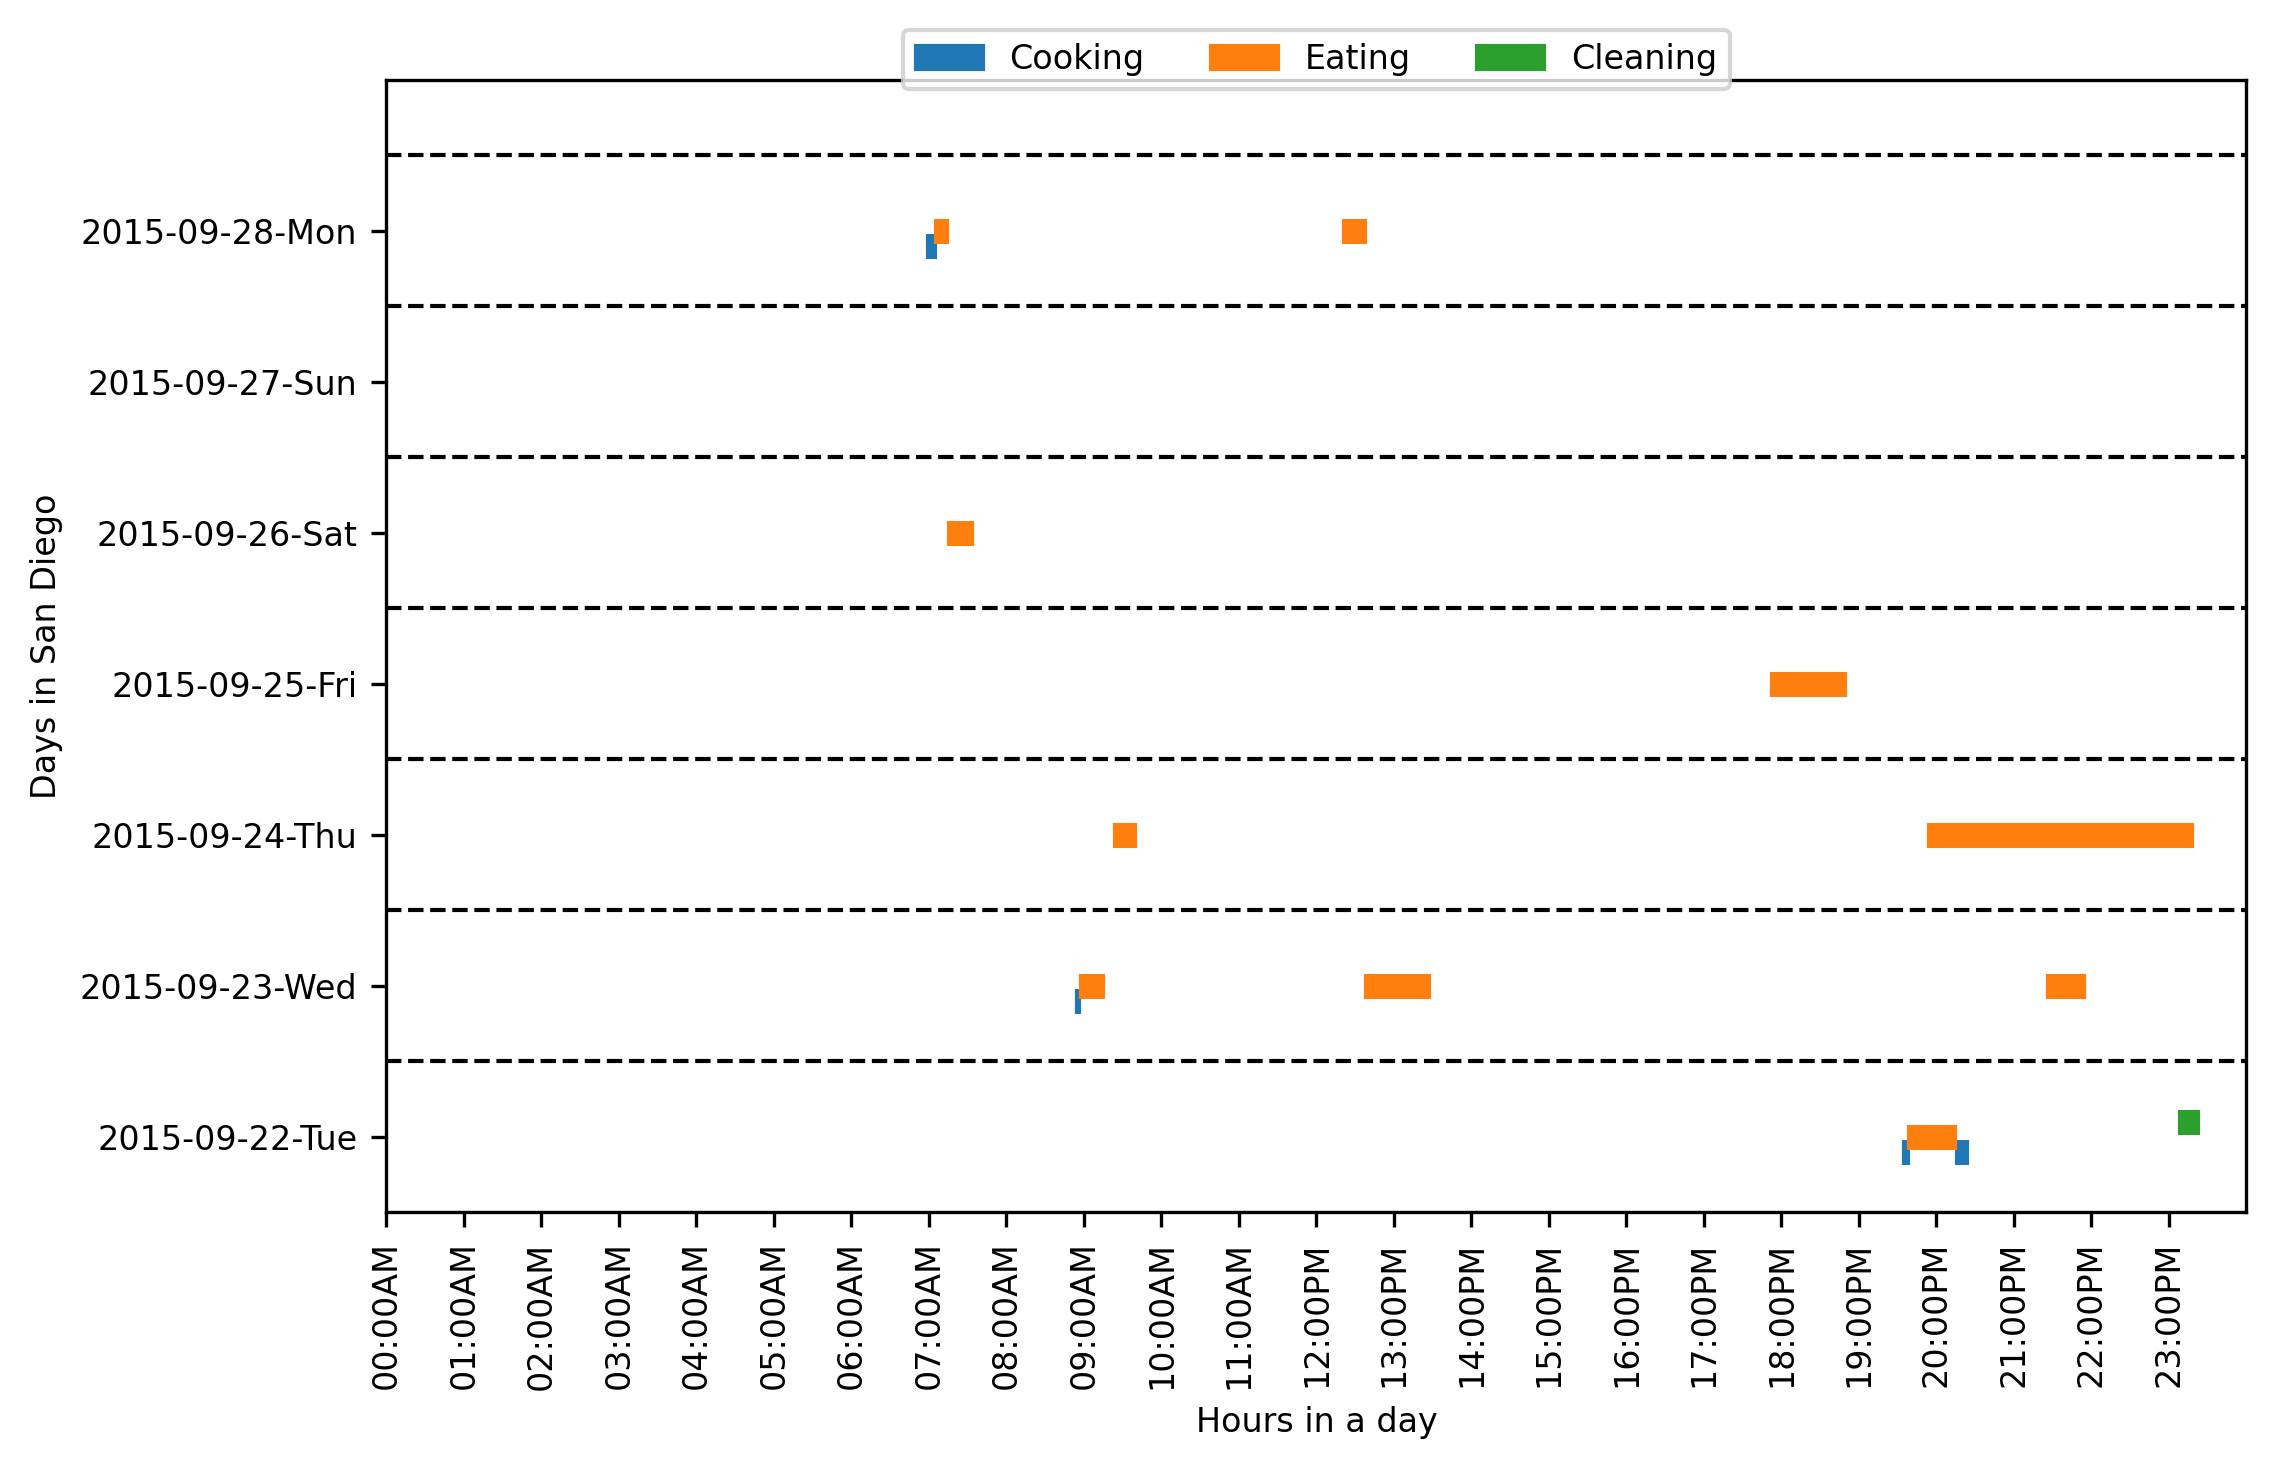 Cooking Eating Cleaning
2015-09-28-Mon
2015-09-27-Sun
2015-09-26-Sat
2015-09-25-Fri
2015-09-24-Thu
2015-09-23-Wed
2015-09-22-Tue
Days in San Diego
00:00AM
01:00AM
02:00AM
03:00AM
04:00AM
05:00AM
06:00AM
07:00AM
08:00AM
09:00AM
10:00AM
11:00AM
12:00PM
13:00PM
14:00PM
15:00PM
16:00PM
17:00PM
18:00PM
19:00PM
20:00PM
21:00PM
22:00PM
23:00PM
Hours in a day